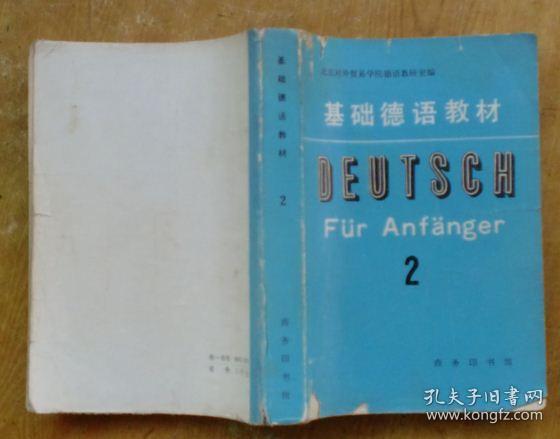 北京对外贸易学院德语教研室编
基础德语教材
DEUTSCH
Für Anfänger
2
商务印书馆
基础德语教材
2
商务印书馆
孔夫子旧书网
www.kongfz.com